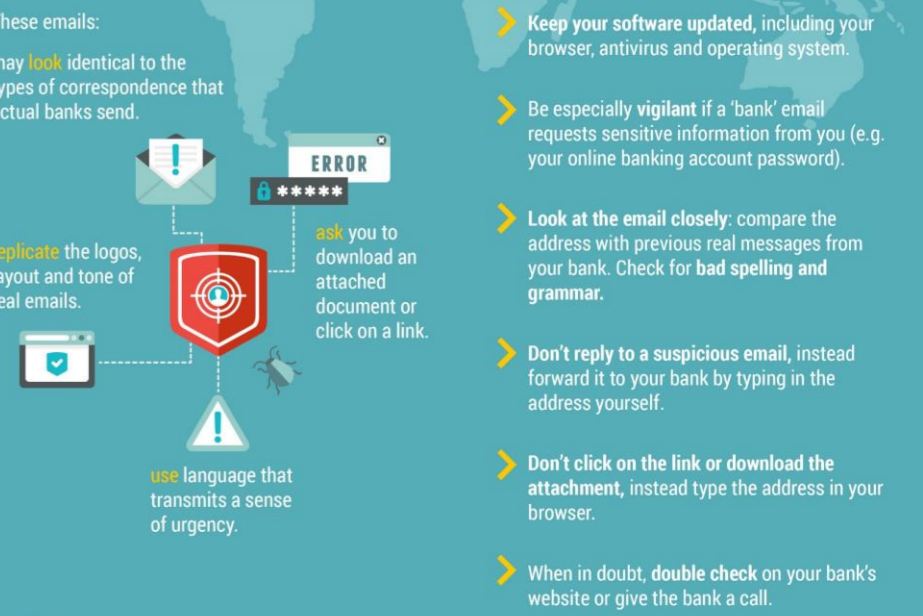 hese emails:
may look identical to the
ypes of correspondence that
ctual banks send.
ERROR
*****
ask you to
download an
attached
document or
click on a link.
eplicate the logos,
ayout and tone of
eal emails.
use language that
transmits a sense
of urgency.
Keep your software updated, including your
browser, antivirus and operating system.
Be especially vigilant if a ‘bank’ email
requests sensitive information from you (e.g.
your online banking account password).
Look at the email closely: compare the
address with previous real messages from
your bank. Check for bad spelling and
grammar.
Don’t reply to a suspicious email, instead
forward it to your bank by typing in the
address yourself.
Don’t click on the link or download the
attachment, instead type the address in your
browser.
When in doubt, double check on your bank’s
website or give the bank a call.